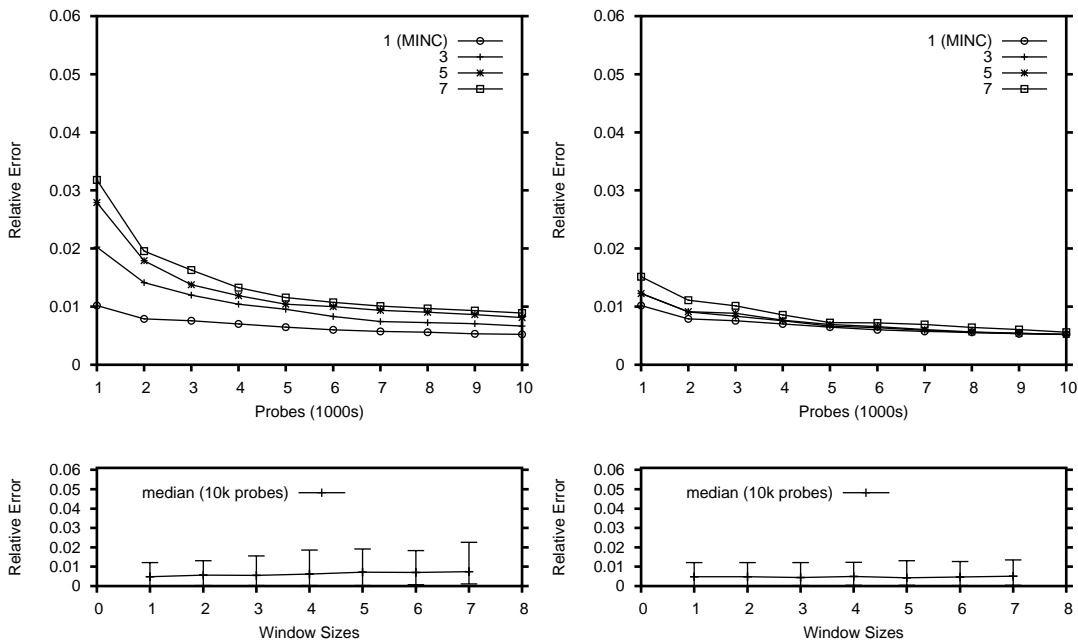 0.06
0.05
0.04
0.03
0.02
0.01
0
Relative Error
1 (MINC)
3
5
7
1 2 3 4 5 6 7 8 9 10
Probes (1000s)
0.06
0.05
0.04
0.03
0.02
0.01
0
Relative Error
1 (MINC)
3
5
7
1 2 3 4 5 6 7 8 9 10
Probes (1000s)
0.06
0.05
0.04
0.03
0.02
0.01
0
Relative Error
median (10k probes)
0 1 2 3 4 5 6 7 8
Window Sizes
0.06
0.05
0.04
0.03
0.02
0.01
0
Relative Error
median (10k probes)
0 1 2 3 4 5 6 7 8
Window Sizes